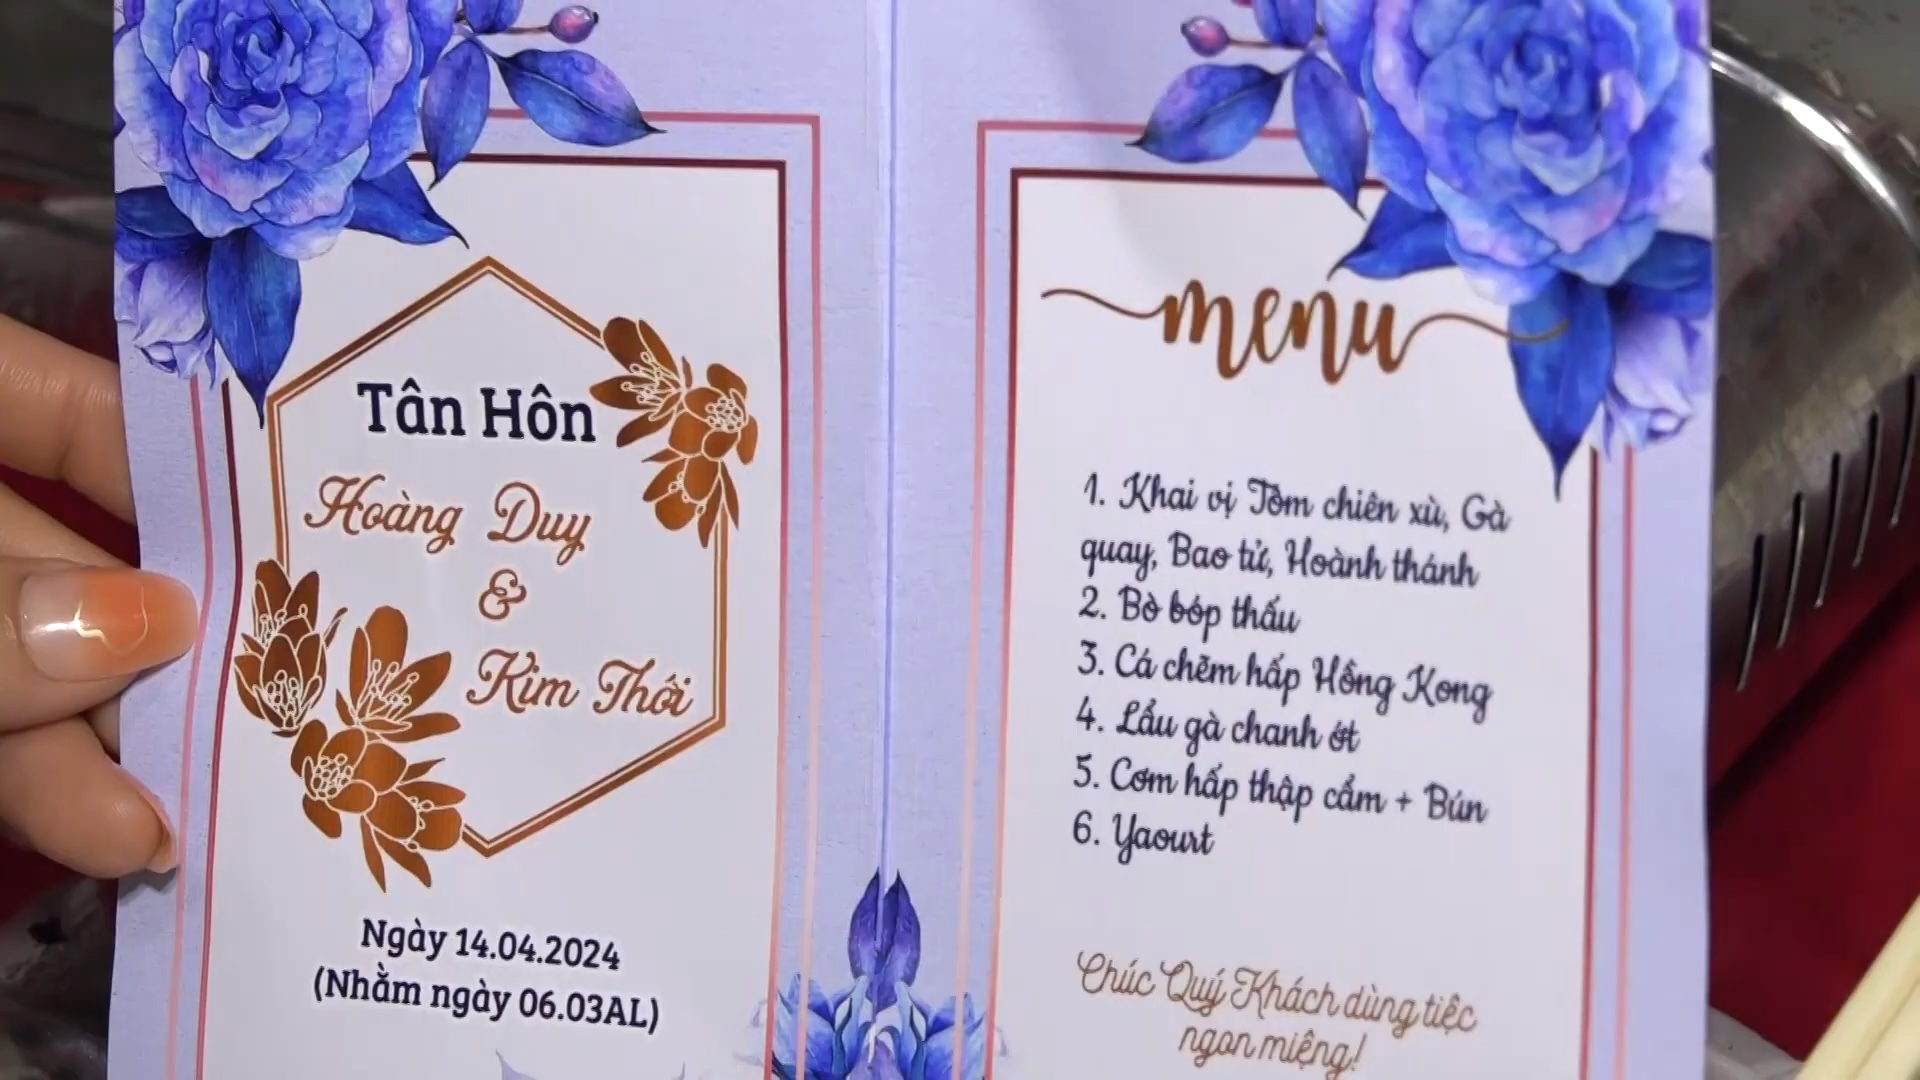 Tân Hôn
Hoàng Duy
&
Kim Thới
Ngày 14.04.2024
(Nhằm ngày 06.03AL)
menu
1. Khai vị Tôm chiên xù, Gà
quay, Bao tử, Hoành thánh
2. Bò bóp thấu
3. Cá chẽm hấp Hồng Kong
4. Lẩu gà chanh ớt
5. Cơm hấp thập cẩm + Bún
6. Yaourt
Chúc Quý Khách dùng tiệc
ngon miệng!